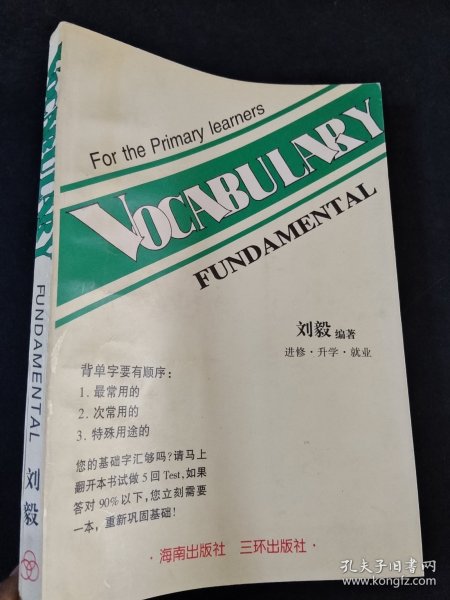 For the Primary learners
VOCABULARY
FUNDAMENTAL
刘毅 编著
进修·升学·就业
背单字要有顺序：
1. 最常用的
2. 次常用的
3. 特殊用途的
您的基础字汇够吗？请马上
翻开本书试做5回Test，如果
答对90%以下，您立刻需要
一本，重新巩固基础！
·海南出版社 三环出版社·
VOCABULARY
FUNDAMENTAL
刘毅
孔夫子旧书网
www.kongfz.com